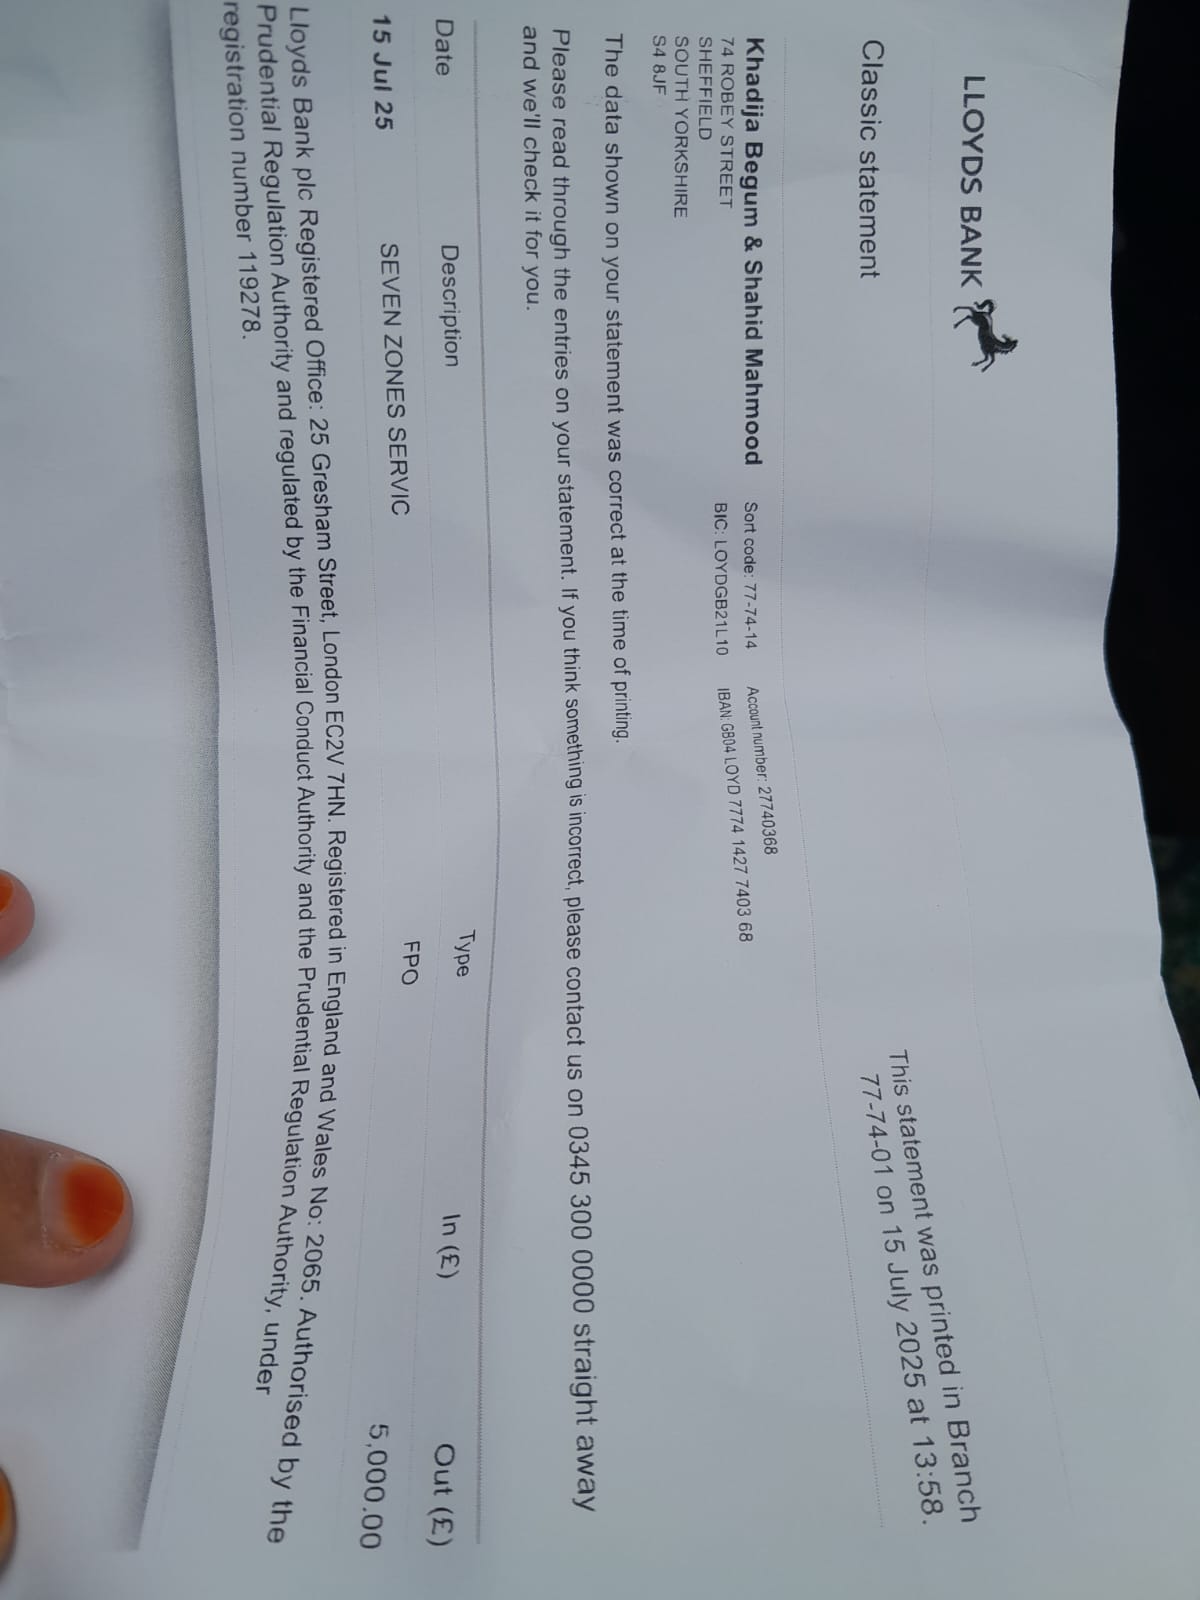 LLOYDS BANK
Classic statement
This statement was printed in Branch
77-74-01 on 15 July 2025 at 13:58.
Khadija Begum & Shahid Mahmood
74 ROBEY STREET
SHEFFIELD
SOUTH YORKSHIRE
S4 8JF
Sort code: 77-74-14 Account number: 27740368
BIC: LOYDGB21L10 IBAN: GB04 LOYD 7774 1427 7403 68
The data shown on your statement was correct at the time of printing.
Please read through the entries on your statement. If you think something is incorrect, please contact us on 0345 300 0000 straight away
and we'll check it for you.
Date Description Type In (£) Out (£)
15 Jul 25 SEVEN ZONES SERVIC FPO 5,000.00
Lloyds Bank plc Registered Office: 25 Gresham Street, London EC2V 7HN. Registered in England and Wales No: 2065. Authorised by the
Prudential Regulation Authority and regulated by the Financial Conduct Authority and the Prudential Regulation Authority, under
registration number 119278.